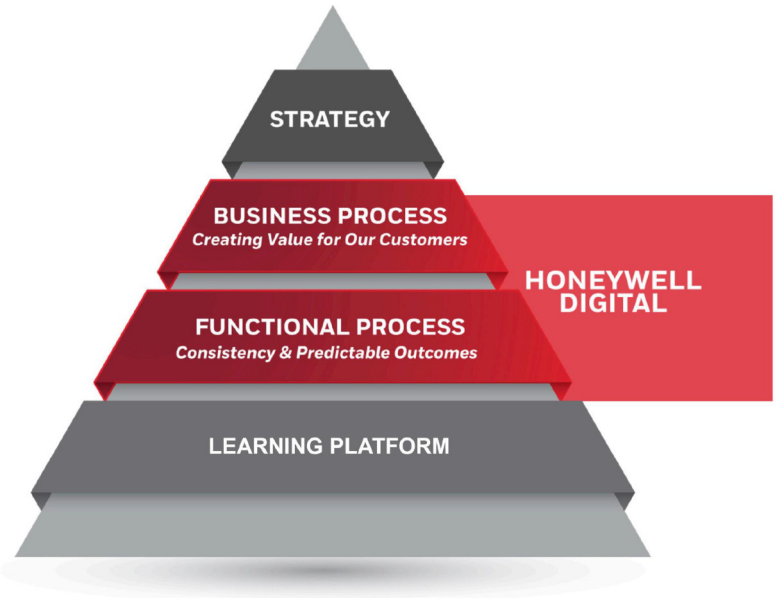 STRATEGY
BUSINESS PROCESS
Creating Value for Our Customers
HONEYWELL
DIGITAL
FUNCTIONAL PROCESS
Consistency & Predictable Outcomes
LEARNING PLATFORM